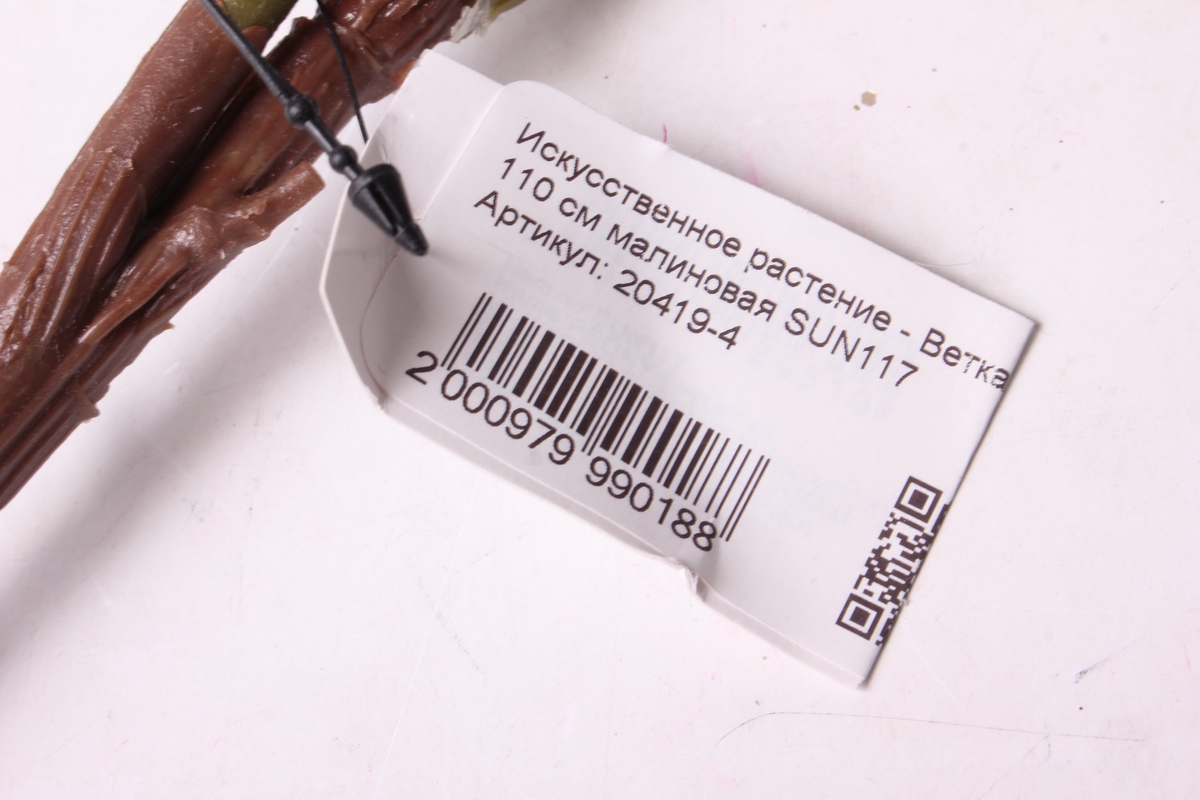 Искусственное растение - Ветка
110 см малиновая SUN117
Артикул: 20419-4
2 000979 990188